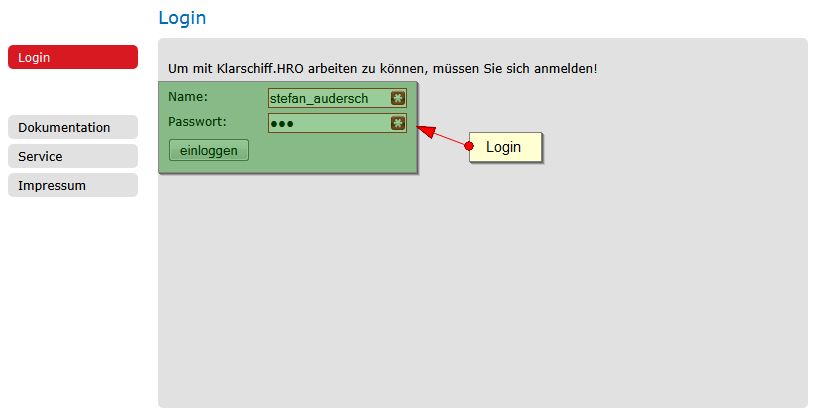 Login
Login
Um mit Klarschiff.HRO arbeiten zu können, müssen Sie sich anmelden!
Name: stefan_audersch
Passwort: ●●●
einloggen
Login
Dokumentation
Service
Impressum